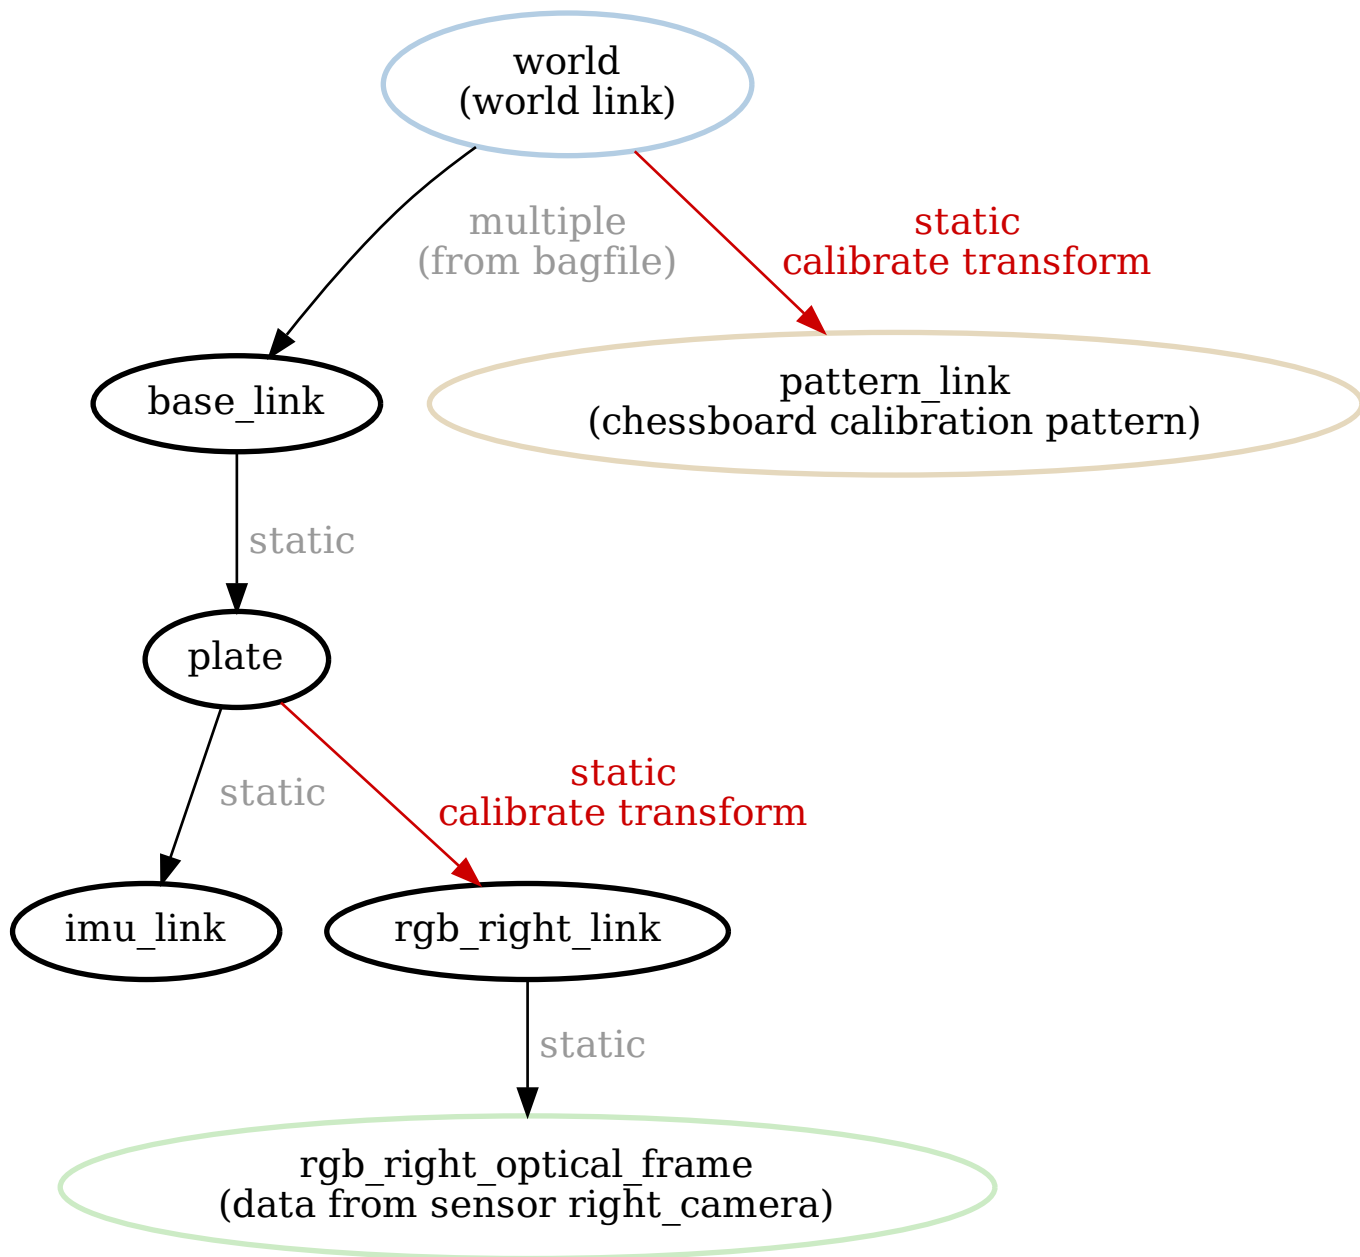 world
(world link)
multiple
(from bagfile)
static
calibrate transform
base_link
pattern_link
(chessboard calibration pattern)
static
plate
static
static
calibrate transform
imu_link
rgb_right_link
static
rgb_right_optical_frame
(data from sensor right_camera)